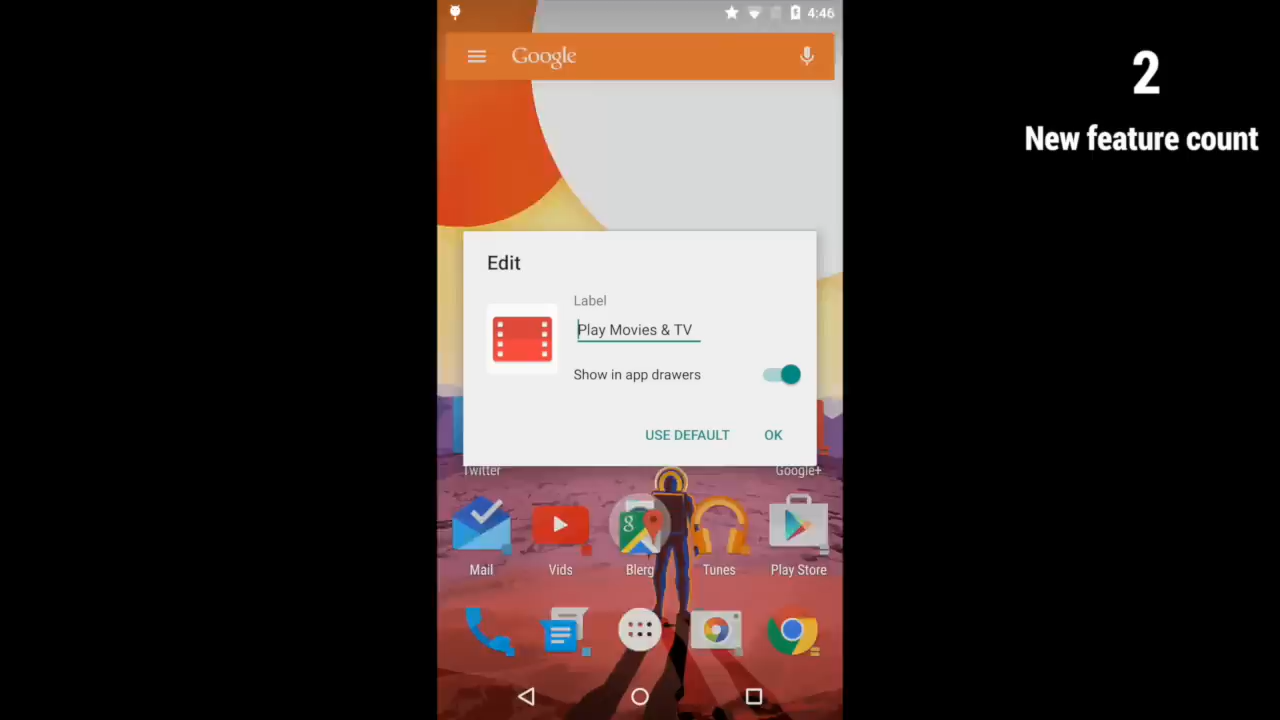 4:46
Google
2
New feature count
Edit
Label
Play Movies & TV
Show in app drawers
USE DEFAULT
OK
Twitter
Google+
8
Mail
Vids
Blerg
Tunes
Play Store